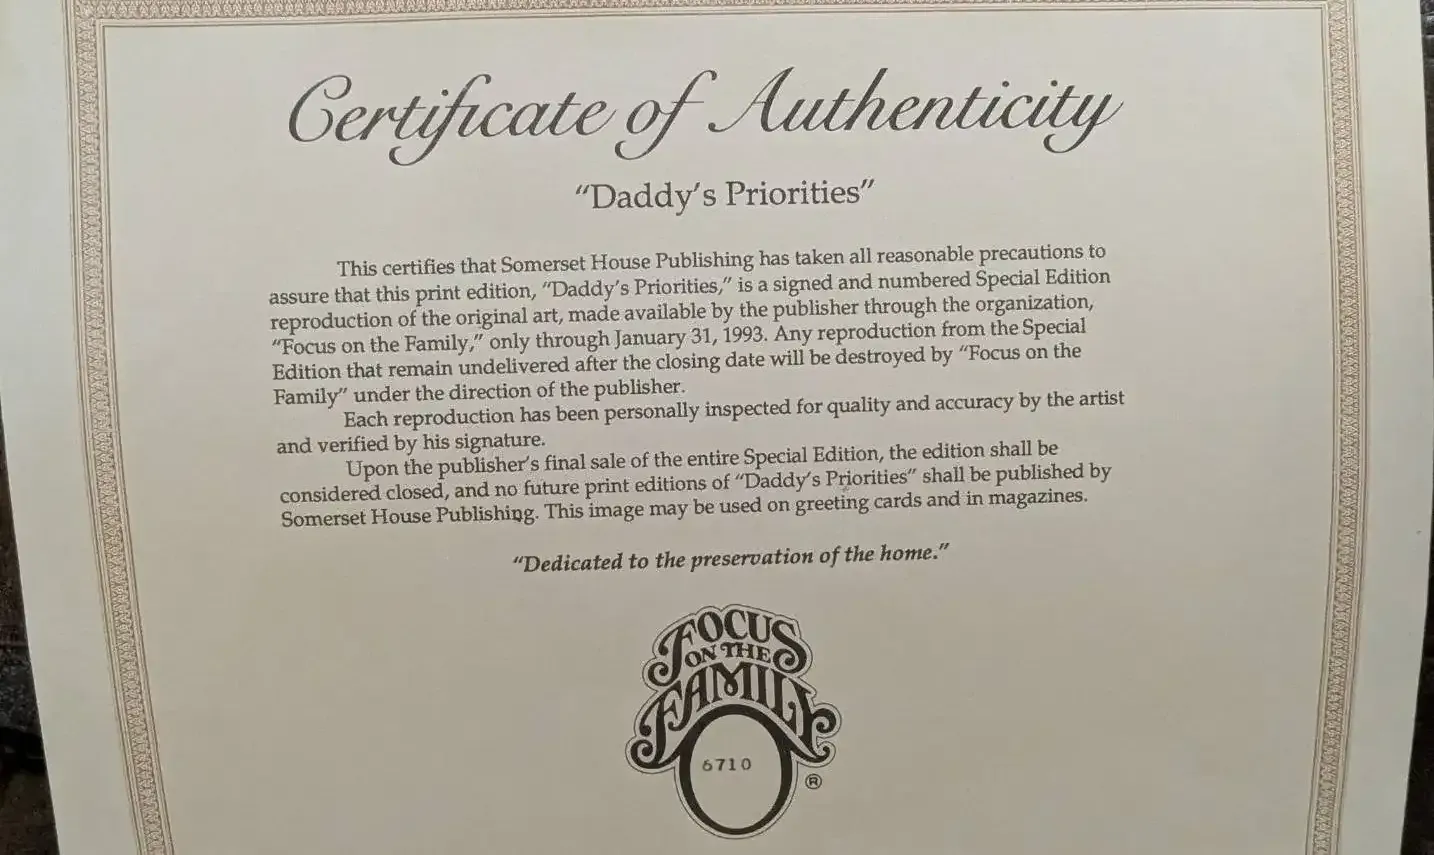 Certificate of Authenticity
“Daddy’s Priorities”
This certifies that Somerset House Publishing has taken all reasonable precautions to
assure that this print edition, “Daddy’s Priorities,” is a signed and numbered Special Edition
reproduction of the original art, made available by the publisher through the organization,
“Focus on the Family,” only through January 31, 1993. Any reproduction from the Special
Edition that remain undelivered after the closing date will be destroyed by “Focus on the
Family” under the direction of the publisher.
Each reproduction has been personally inspected for quality and accuracy by the artist
and verified by his signature.
Upon the publisher’s final sale of the entire Special Edition, the edition shall be
considered closed, and no future print editions of “Daddy’s Priorities” shall be published by
Somerset House Publishing. This image may be used on greeting cards and in magazines.
“Dedicated to the preservation of the home.”
FOCUS
ON THE
FAMILY
6710
®